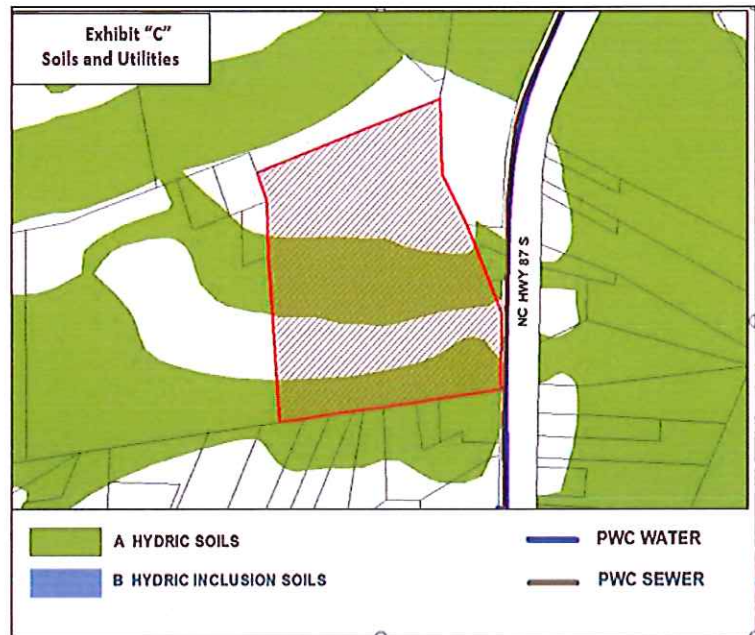 Exhibit “C”
Soils and Utilities
NC HWY 87 S
A HYDRIC SOILS
PWC WATER
B HYDRIC INCLUSION SOILS
PWC SEWER